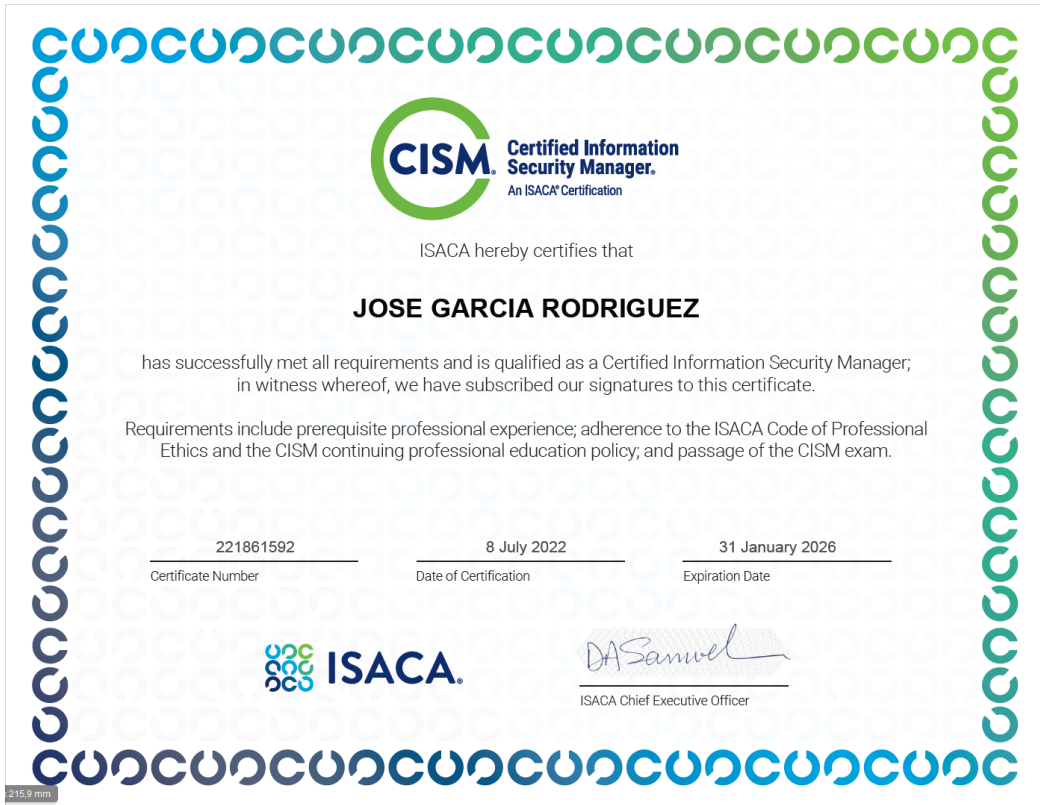 CISM®
Certified Information
Security Manager®
An ISACA® Certification
ISACA hereby certifies that
JOSE GARCIA RODRIGUEZ
has successfully met all requirements and is qualified as a Certified Information Security Manager;
in witness whereof, we have subscribed our signatures to this certificate.
Requirements include prerequisite professional experience; adherence to the ISACA Code of Professional
Ethics and the CISM continuing professional education policy; and passage of the CISM exam.
221861592 8 July 2022 31 January 2026
Certificate Number Date of Certification Expiration Date
ISACA®
DASamuel
ISACA Chief Executive Officer
215,9 mm